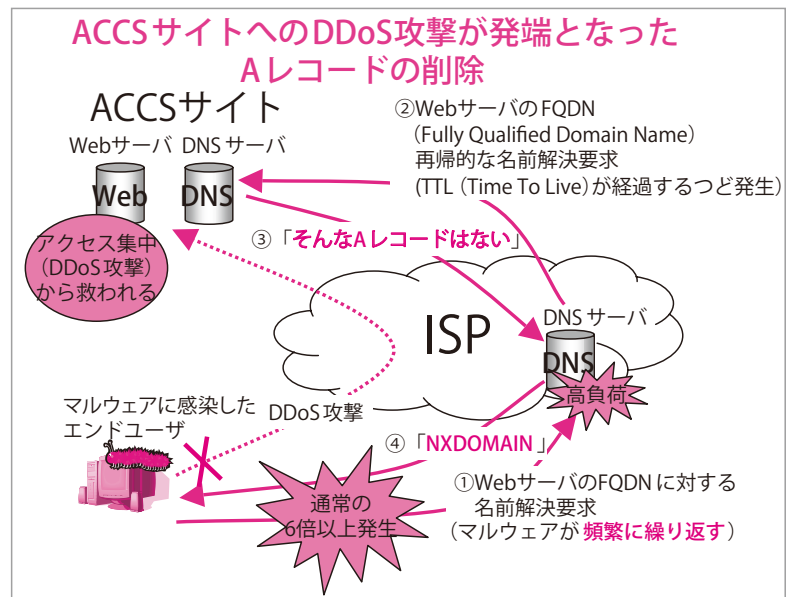 ACCSサイトへのDDoS攻撃が発端となった
Aレコードの削除
ACCSサイト
Webサーバ DNSサーバ
Web
DNS
アクセス集中
(DDoS攻撃)
から救われる
②WebサーバのFQDN
(Fully Qualified Domain Name)
再帰的な名前解決要求
(TTL(Time To Live)が経過するつど発生)
③「そんなAレコードはない」
ISP
DNSサーバ
DNS
高負荷
マルウェアに感染した
エンドユーザ
DDoS攻撃
④「NXDOMAIN」
通常の
6倍以上発生
①WebサーバのFQDNに対する
名前解決要求
(マルウェアが頻繁に繰り返す)